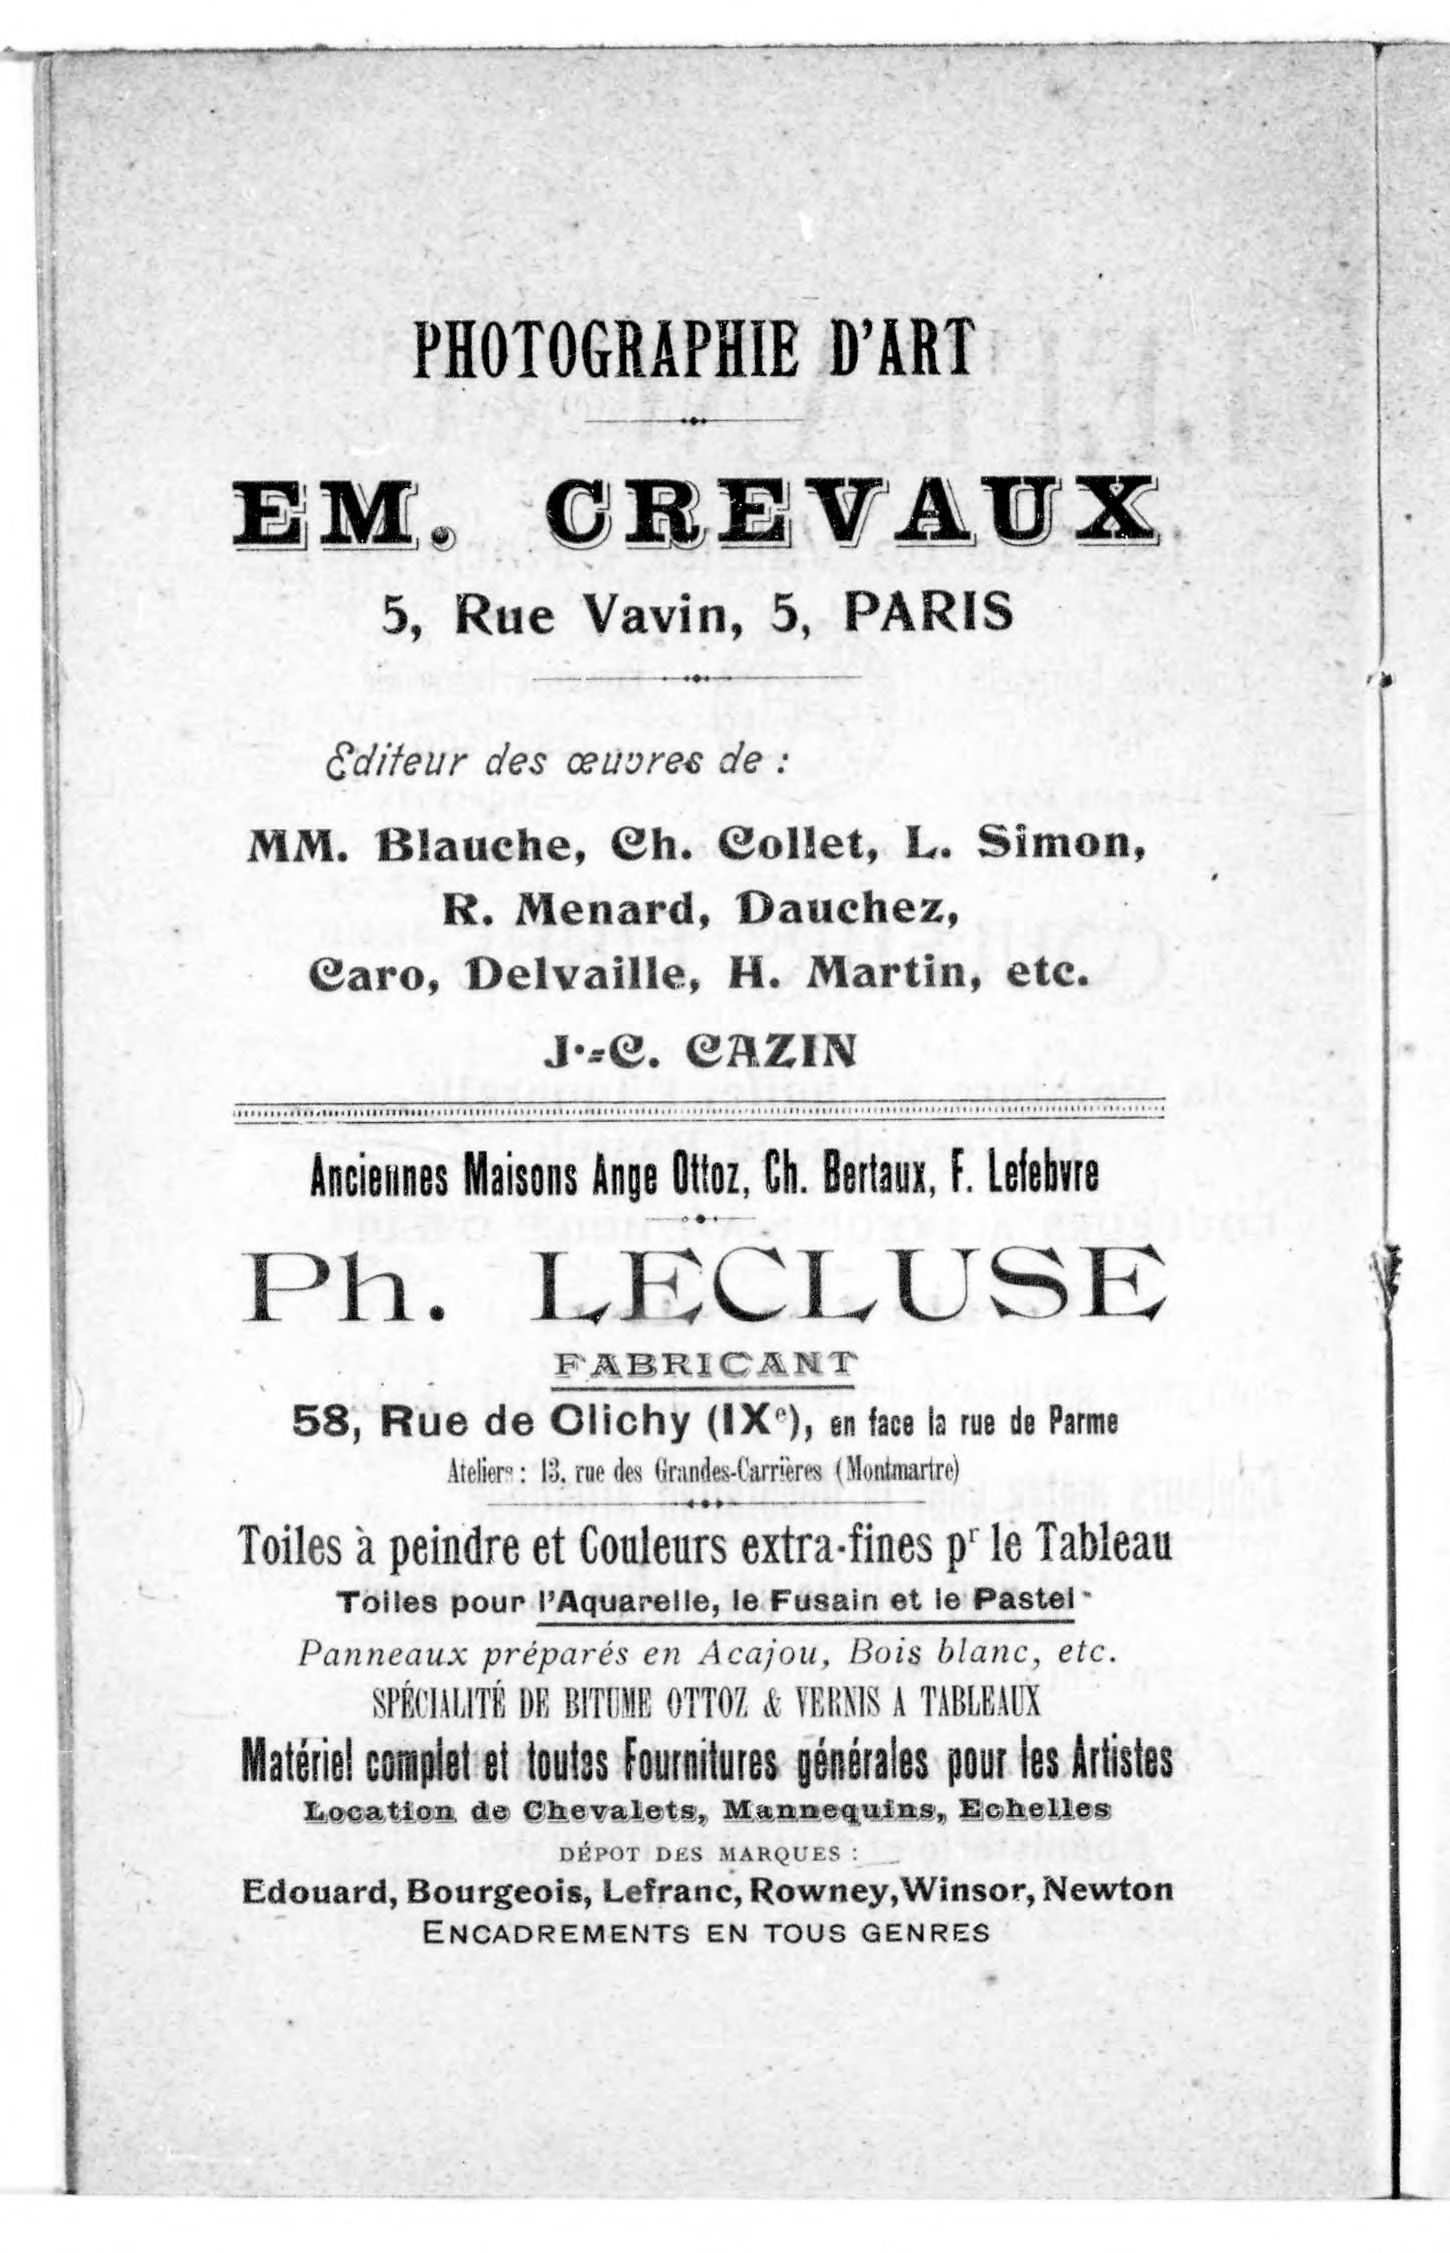 PHOTOGRAPHIE D'ART
EM. CREVAUX
5, Rue Vavin, 5, PARIS
Editeur des œuvres de :
MM. Blauche, Ch. Collet, L. Simon,
R. Menard, Dauchez,
Caro, Delvaille, H. Martin, etc.
J.-C. CAZIN
Anciennes Maisons Ange Ottoz, Ch. Bertaux, F. Lefebvre
Ph. LECLUSE
FABRICANT
58, Rue de Clichy (IXe), en face la rue de Parme
Ateliers : 13, rue des Grandes-Carrières (Montmartre)
Toiles à peindre et Couleurs extra-fines pr le Tableau
Toiles pour l'Aquarelle, le Fusain et le Pastel
Panneaux préparés en Acajou, Bois blanc, etc.
SPÉCIALITÉ DE BITUME OTTOZ & VERNIS A TABLEAUX
Matériel complet et toutes Fournitures générales pour les Artistes
Location de Chevalets, Mannequins, Echelles
DÉPOT DES MARQUES :
Edouard, Bourgeois, Lefranc, Rowney, Winsor, Newton
ENCADREMENTS EN TOUS GENRES